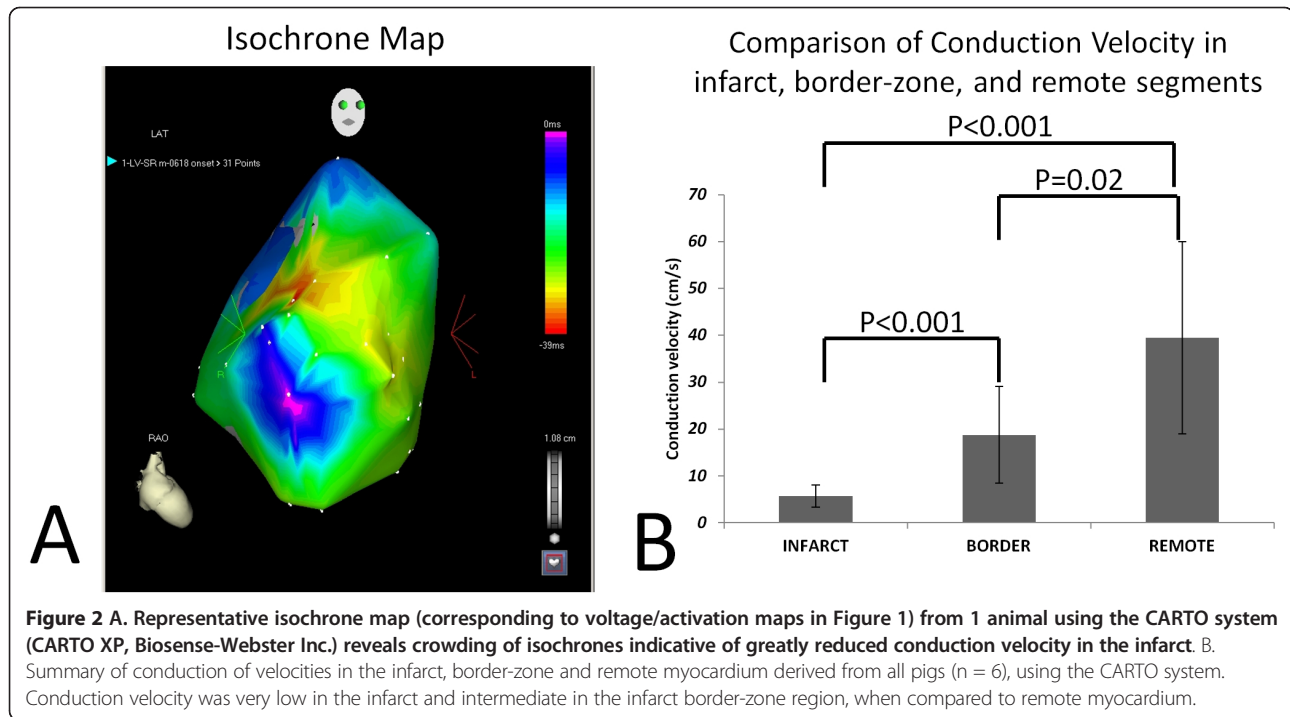 Isochrone Map
LAT
1-LV-SR m-0618 onset > 31 Points
0ms
-39ms
R
L
RAO
1.08 cm
A
Comparison of Conduction Velocity in
infarct, border-zone, and remote segments
P<0.001
P=0.02
P<0.001
Conduction velocity (cm/s)
70
60
50
40
30
20
10
0
INFARCT BORDER REMOTE
B
Figure 2 A. Representative isochrone map (corresponding to voltage/activation maps in Figure 1) from 1 animal using the CARTO system
(CARTO XP, Biosense-Webster Inc.) reveals crowding of isochrones indicative of greatly reduced conduction velocity in the infarct. B.
Summary of conduction of velocities in the infarct, border-zone and remote myocardium derived from all pigs (n = 6), using the CARTO system.
Conduction velocity was very low in the infarct and intermediate in the infarct border-zone region, when compared to remote myocardium.